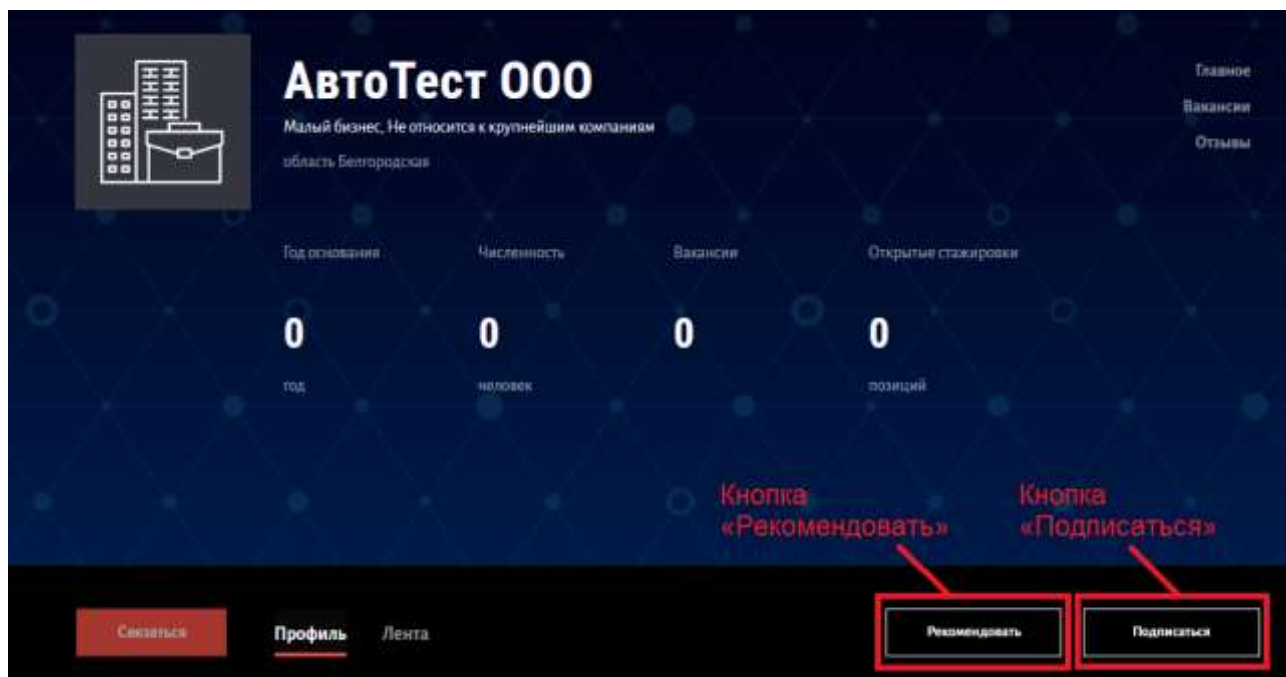 АвтоТест ООО
Малый бизнес, Не относится к крупнейшим компаниям
область Белгородская
Главное
Вакансии
Отзывы
Год основания
Численность
Вакансии
Открытые стажировки
0
0
0
0
год
человек
позиций
Кнопка
«Рекомендовать»
Кнопка
«Подписаться»
Связаться
Профиль
Лента
Рекомендовать
Подписаться